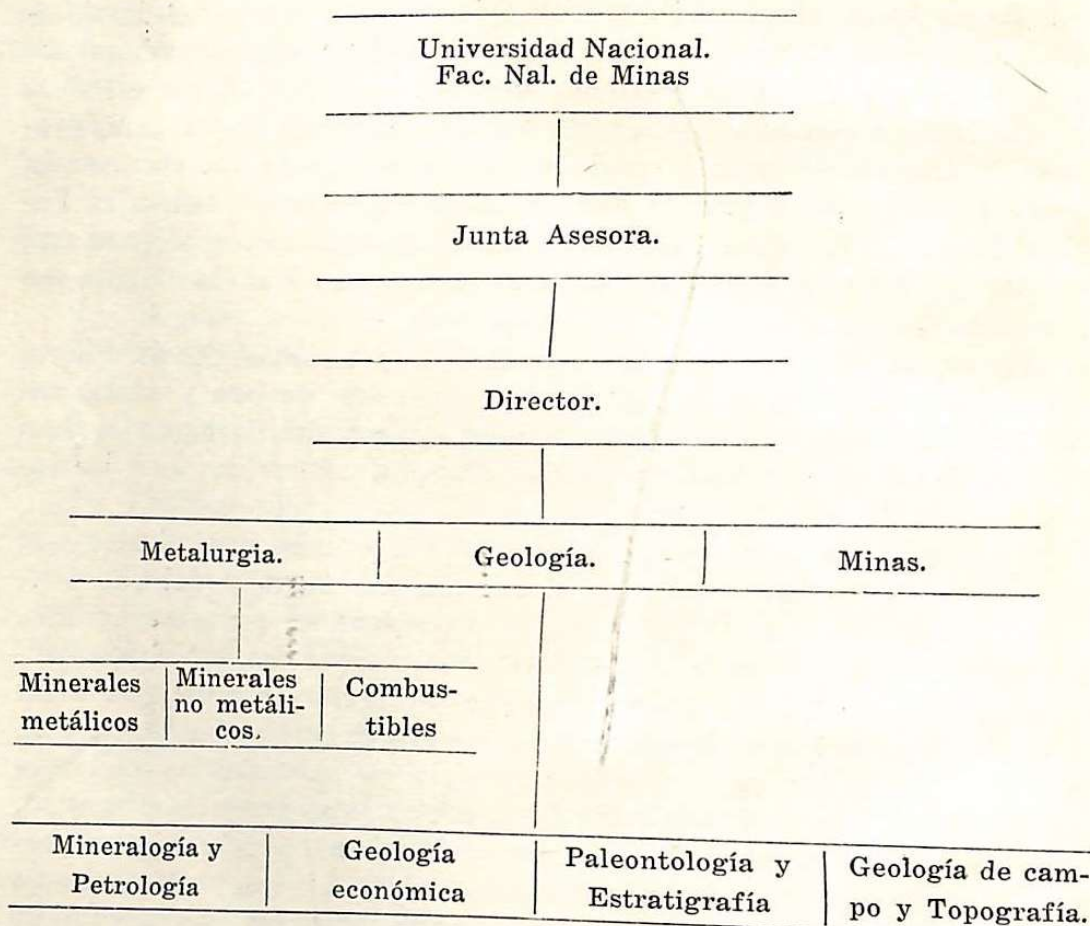 Universidad Nacional.
Fac. Nal. de Minas
Junta Asesora.
Director.
Metalurgia.
Geología.
Minas.
Minerales
metálicos
Minerales
no metáli-
cos.
Combus-
tibles
Mineralogía y
Petrología
Geología
económica
Paleontología y
Estratigrafía
Geología de cam-
po y Topografía.